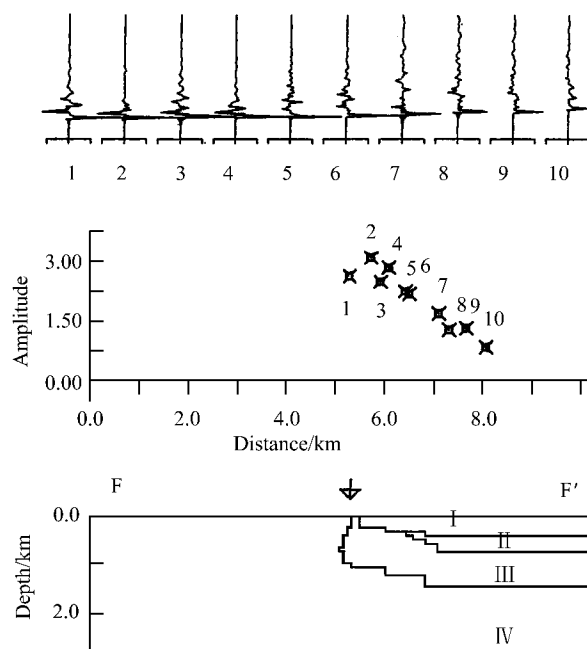 1 2 3 4 5 6 7 8 9 10
Amplitude
3.00
1.50
0.00
1 2 3 4 5 6 7 8 9 10
0.0 2.0 4.0 6.0 8.0
Distance/km
F F′
Depth/km
0.0
2.0
I
II
III
IV